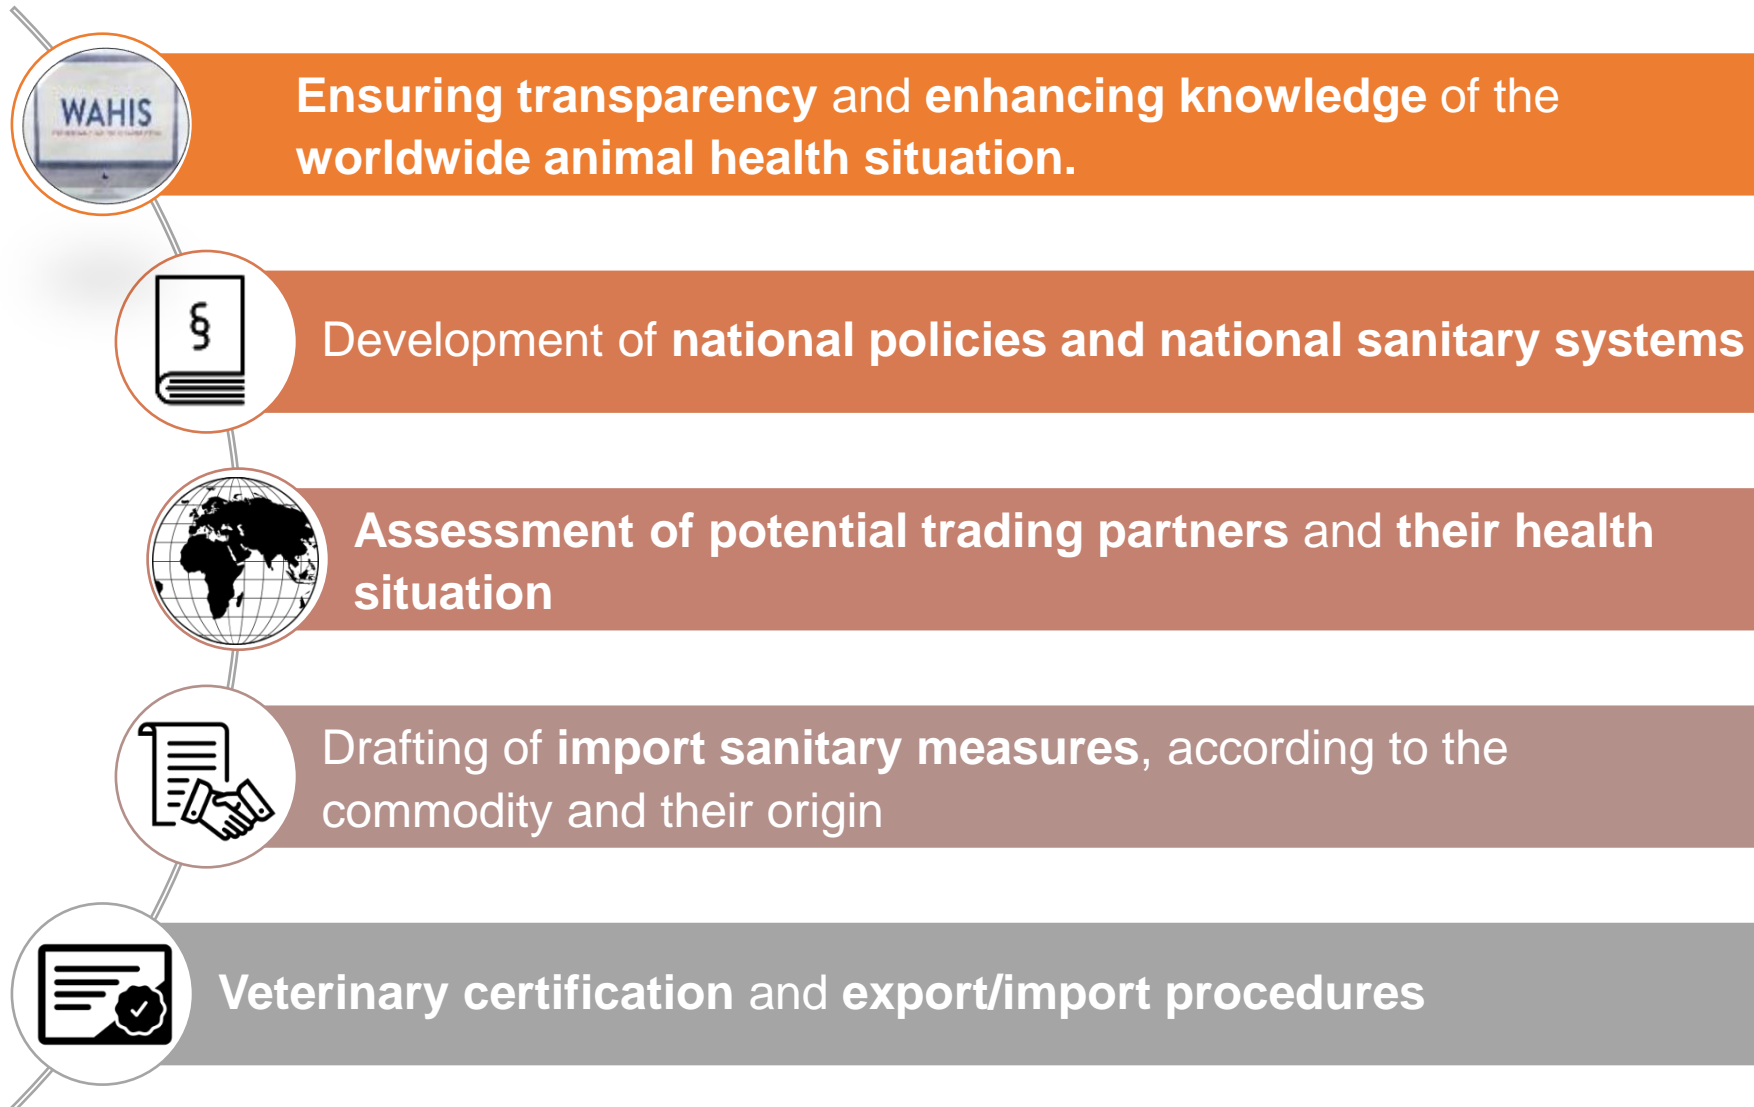 WAHIS
Ensuring transparency and enhancing knowledge of the
worldwide animal health situation.
§
Development of national policies and national sanitary systems
Assessment of potential trading partners and their health
situation
Drafting of import sanitary measures, according to the
commodity and their origin
Veterinary certification and export/import procedures